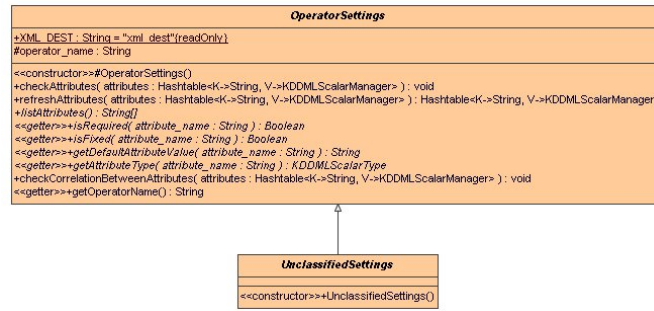 OperatorSettings
+XML_DEST : String = "xml_dest"{readOnly}
#operator_name : String
<<constructor>>#OperatorSettings()
+checkAttributes( attributes : Hashtable<K->String, V->KDDMLScalarManager> ) : void
+refreshAttributes( attributes : Hashtable<K->String, V->KDDMLScalarManager> ) : Hashtable<K->String, V->KDDMLScalarManager
+listAttributes() : String[]
<<getter>>+isRequired( attribute_name : String ) : Boolean
<<getter>>+isFixed( attribute_name : String ) : Boolean
<<getter>>+getDefaultAttributeValue( attribute_name : String ) : String
<<getter>>+getAttributeType( attribute_name : String ) : KDDMLScalarType
+checkCorrelationBetweenAttributes( attributes : Hashtable<K->String, V->KDDMLScalarManager> ) : void
<<getter>>+getOperatorName() : String
UnclassifiedSettings
<<constructor>>+UnclassifiedSettings()